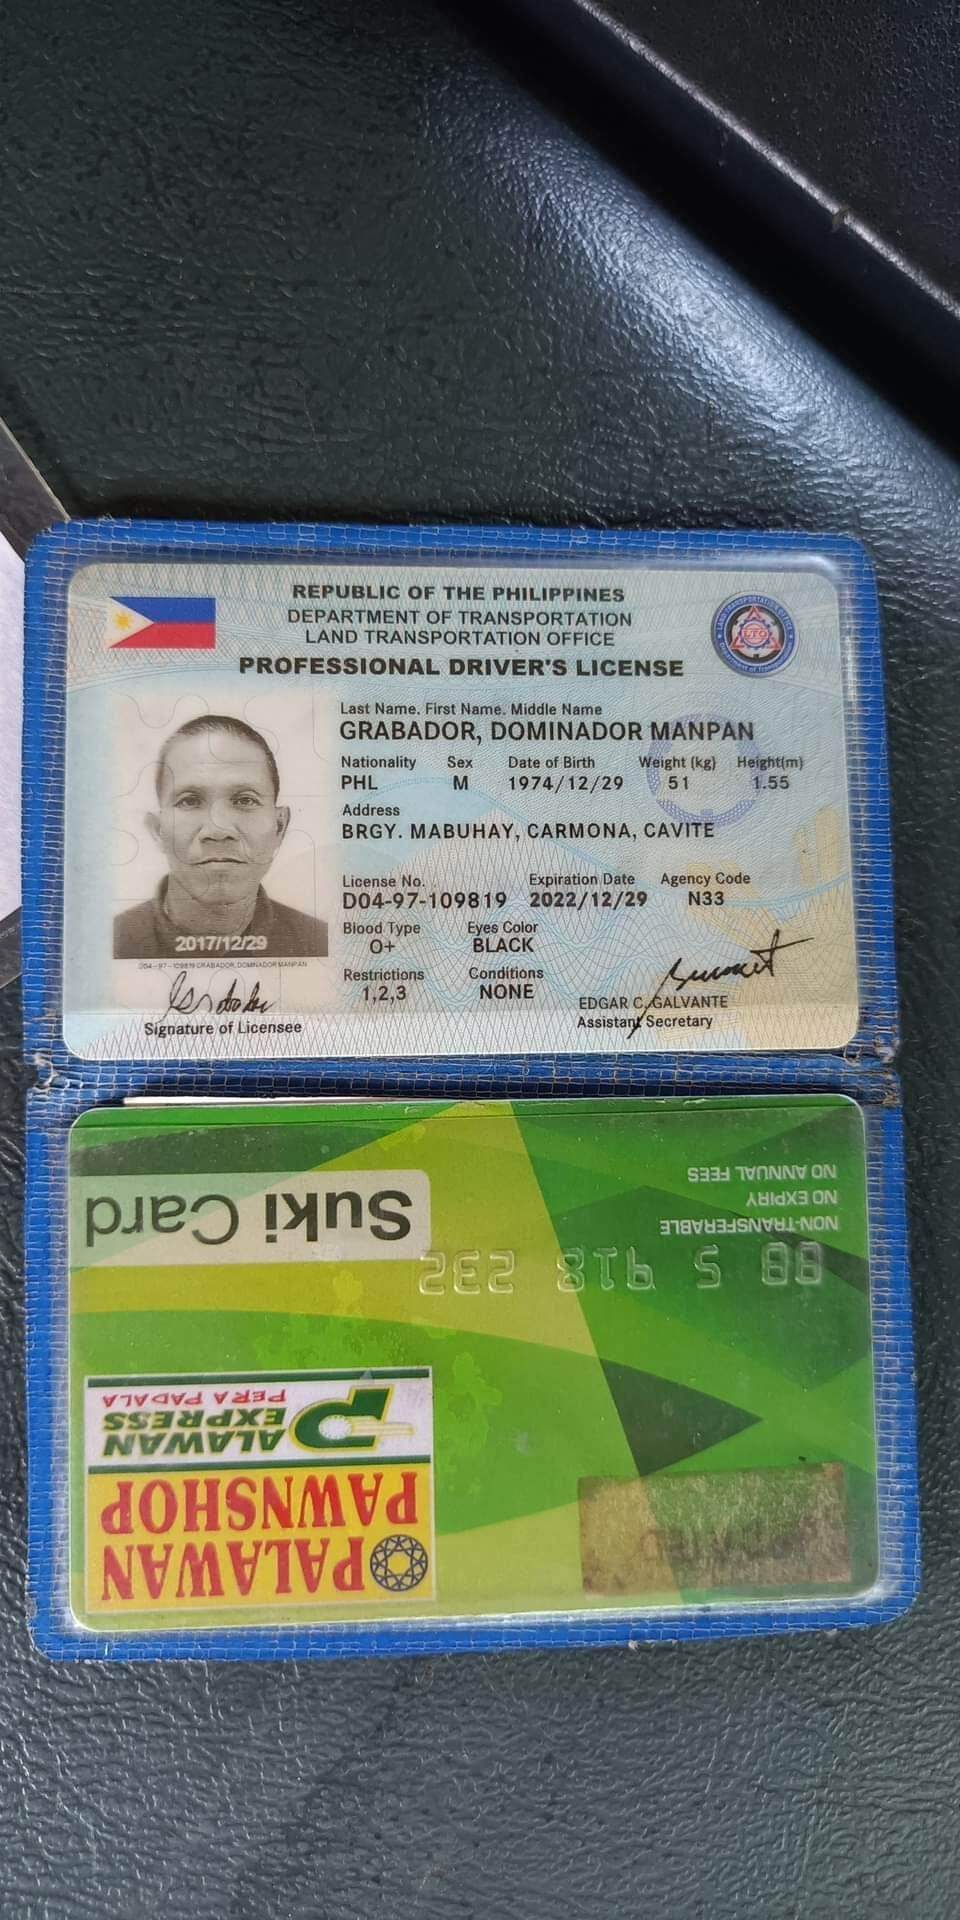 REPUBLIC OF THE PHILIPPINES
DEPARTMENT OF TRANSPORTATION
LAND TRANSPORTATION OFFICE
PROFESSIONAL DRIVER'S LICENSE
LTO
Last Name. First Name. Middle Name
GRABADOR, DOMINADOR MANPAN
Nationality Sex Date of Birth Weight (kg) Height(m)
PHL M 1974/12/29 51 1.55
Address
BRGY. MABUHAY, CARMONA, CAVITE
License No. Expiration Date Agency Code
D04-97-109819 2022/12/29 N33
Blood Type Eyes Color
O+ BLACK
Restrictions Conditions
1,2,3 NONE
2017/12/29
D04-97-109819 GRABADOR, DOMINADOR MANPAN
Signature of Licensee
EDGAR C. GALVANTE
Assistant Secretary
PALAWAN
PAWNSHOP
PALAWAN
EXPRESS
PERA PADALA
88 5 918 232
NON-TRANSFERABLE
NO EXPIRY
NO ANNUAL FEES
Suki Card